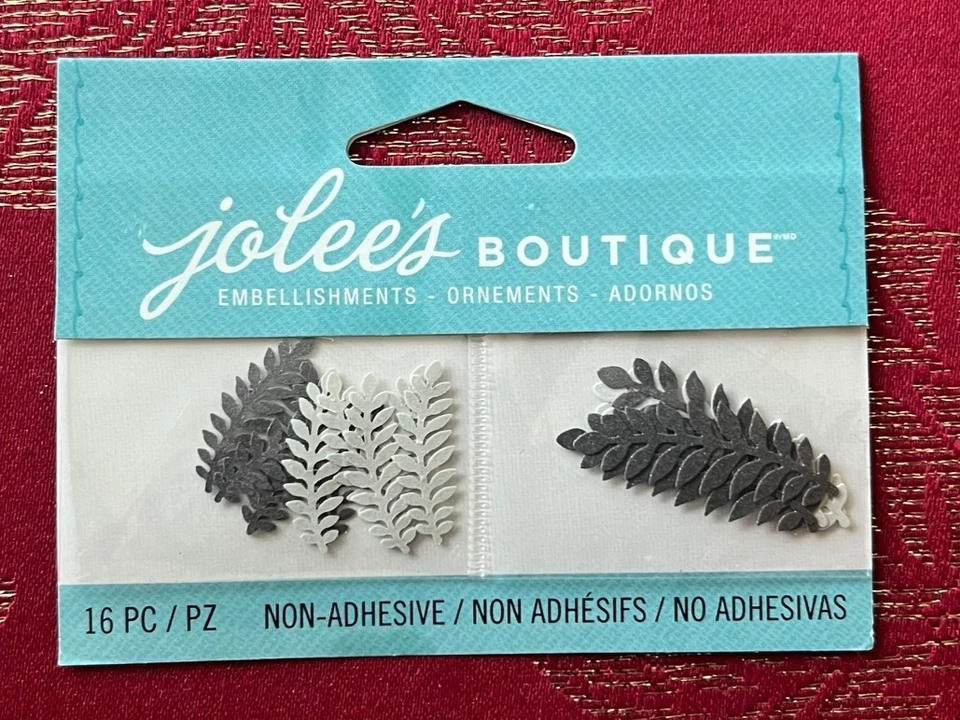 jolee's BOUTIQUE ®/MD
EMBELLISHMENTS - ORNEMENTS - ADORNOS
16 PC / PZ NON-ADHESIVE / NON ADHÉSIFS / NO ADHESIVAS